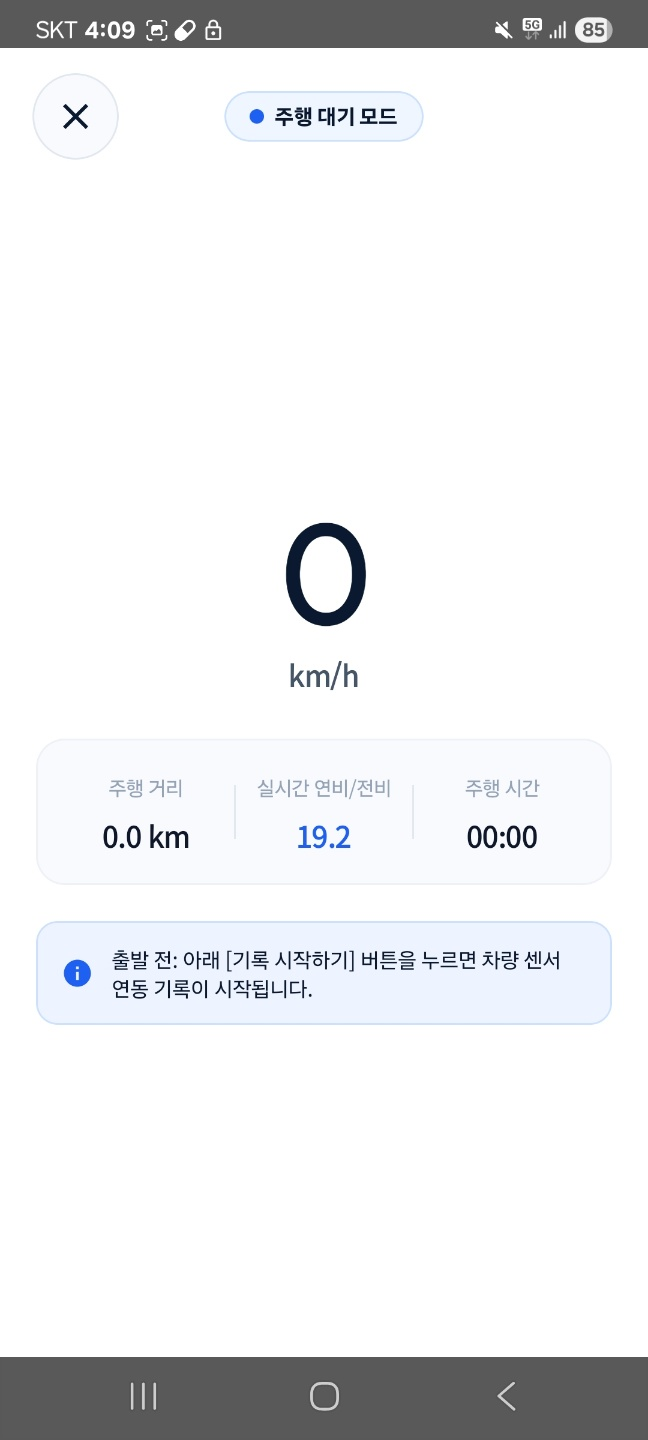 SKT 4:09
5G
85
주행 대기 모드
0
km/h
주행 거리
실시간 연비/전비
주행 시간
0.0 km
19.2
00:00
출발 전: 아래 [기록 시작하기] 버튼을 누르면 차량 센서
연동 기록이 시작됩니다.